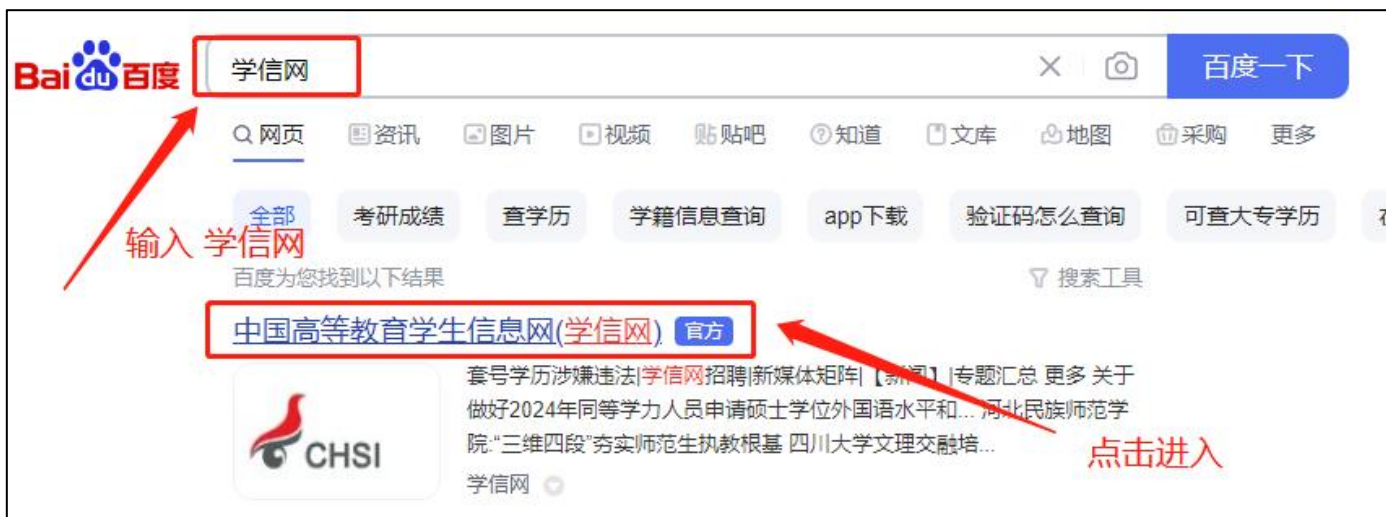 Bai du 百度 学信网 百度一下
网页 资讯 图片 视频 贴吧 知道 文库 地图 采购 更多
全部 考研成绩 查学历 学籍信息查询 app下载 验证码怎么查询 可查大专学历
输入 学信网
百度为您找到以下结果 搜索工具
中国高等教育学生信息网(学信网) 官方
套号学历涉嫌违法|学信网招聘|新媒体矩阵|【新闻】|专题汇总 更多 关于
做好2024年同等学力人员申请硕士学位外国语水平和... 河北民族师范学
院:“三维四段”夯实师范生执教根基 四川大学文理交融培...
CHSI
点击进入
学信网